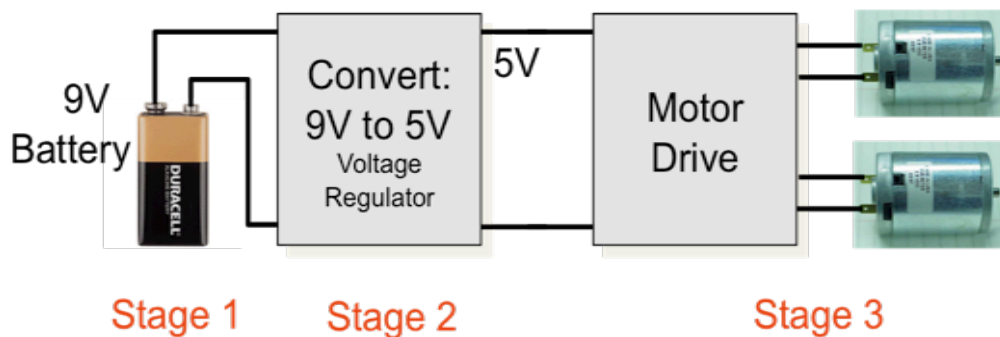 9V
Battery
DURACELL
Convert:
9V to 5V
Voltage
Regulator
5V
Motor
Drive
Stage 1
Stage 2
Stage 3